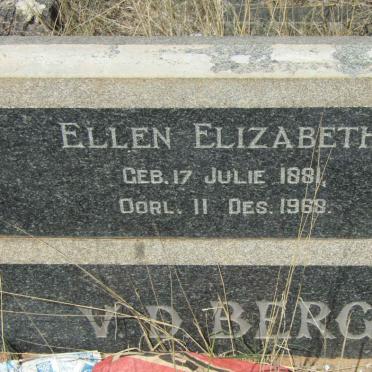 ELLEN ELIZABETH
GEB. 17 JULIE 1881,
OORL. 11 DES. 1968.
V D BERG